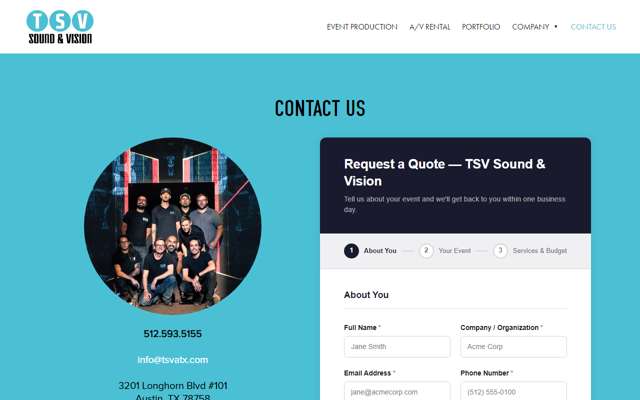 TSV
SOUND & VISION
EVENT PRODUCTION
A/V RENTAL
PORTFOLIO
COMPANY
CONTACT US
CONTACT US
512.593.5155
info@tsvatx.com
3201 Longhorn Blvd #101
Austin, TX 78758
Request a Quote — TSV Sound &
Vision
Tell us about your event and we'll get back to you within one business
day.
1 About You
2 Your Event
3 Services & Budget
About You
Full Name *
Jane Smith
Company / Organization *
Acme Corp
Email Address *
jane@acmecorp.com
Phone Number *
(512) 555-0100